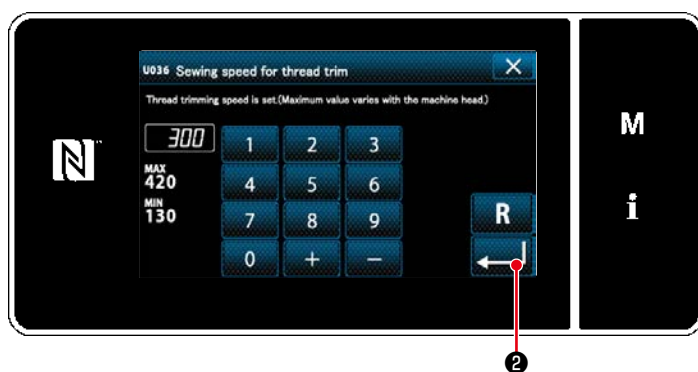 U036 Sewing speed for thread trim
Thread trimming speed is set.(Maximum value varies with the machine head.)
300
1 2 3
MAX
420
4 5 6
MIN
130
7 8 9
R
0 + −
M
i
❷